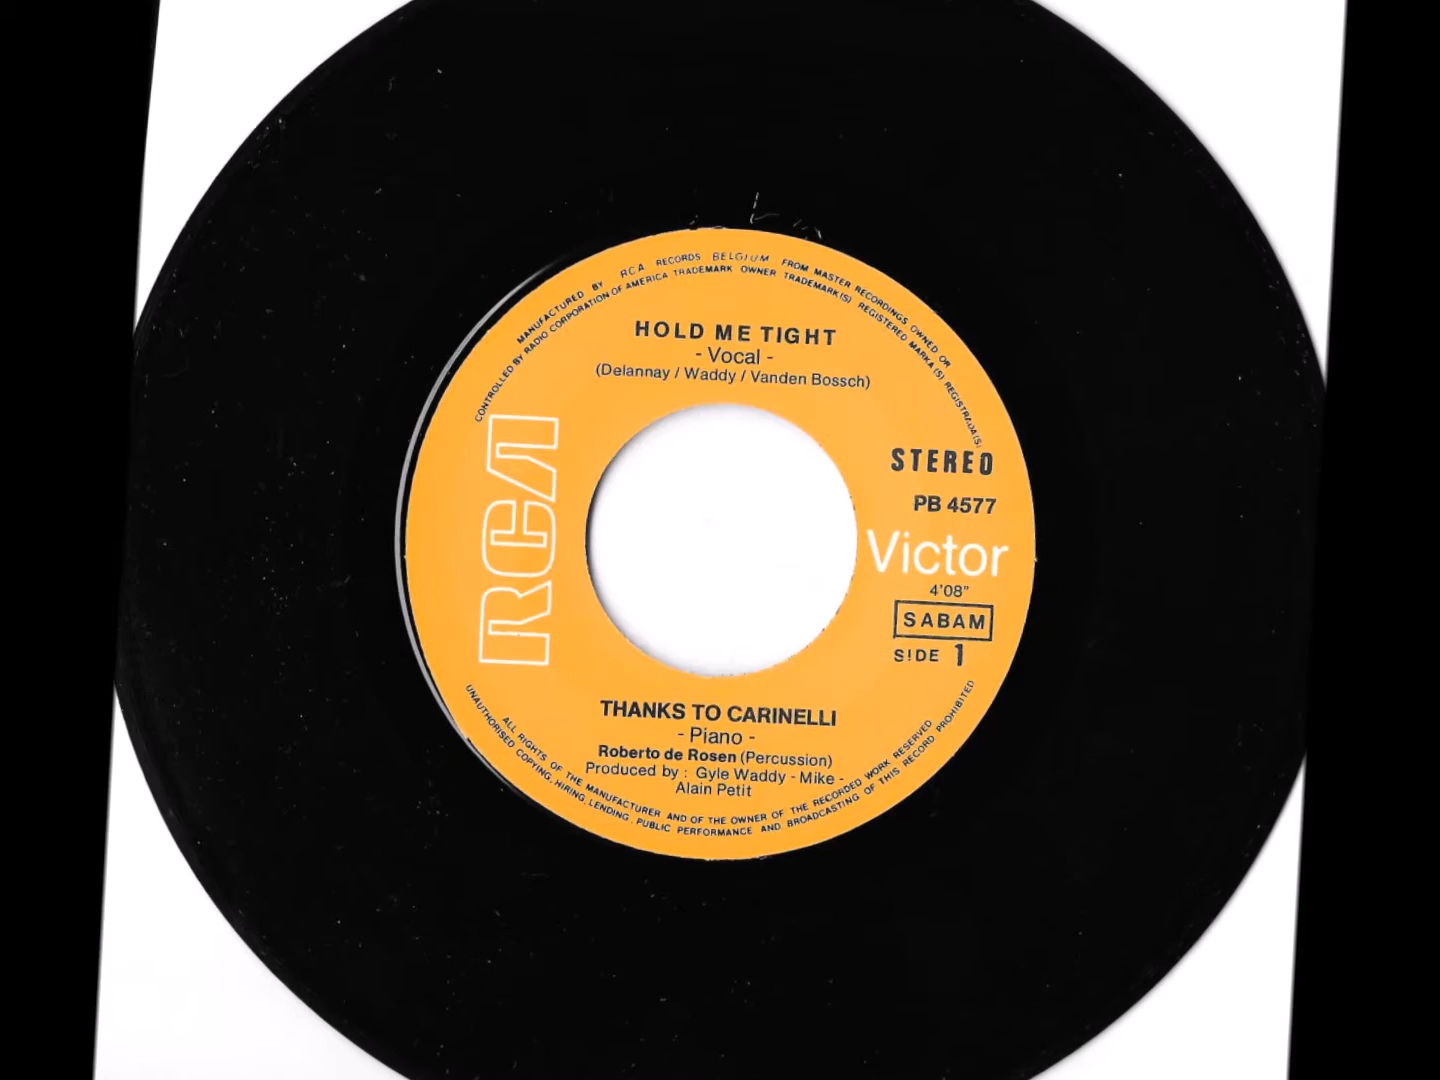 MANUFACTURED BY RCA RECORDS BELGIUM FROM MASTER RECORDINGS OWNED OR
CONTROLLED BY RADIO CORPORATION OF AMERICA TRADEMARK OWNER TRADEMARK(S) REGISTERED MARKA(S) REGISTRADA(S)
HOLD ME TIGHT
- Vocal -
(Delannay / Waddy / Vanden Bossch)
RCA
STEREO
PB 4577
Victor
4'08"
SABAM
SIDE 1
THANKS TO CARINELLI
- Piano -
Roberto de Rosen (Percussion)
Produced by : Gyle Waddy - Mike -
Alain Petit
ALL RIGHTS OF THE MANUFACTURER AND OF THE OWNER OF THE RECORDED WORK RESERVED
UNAUTHORISED COPYING, HIRING, LENDING, PUBLIC PERFORMANCE AND BROADCASTING OF THIS RECORD PROHIBITED